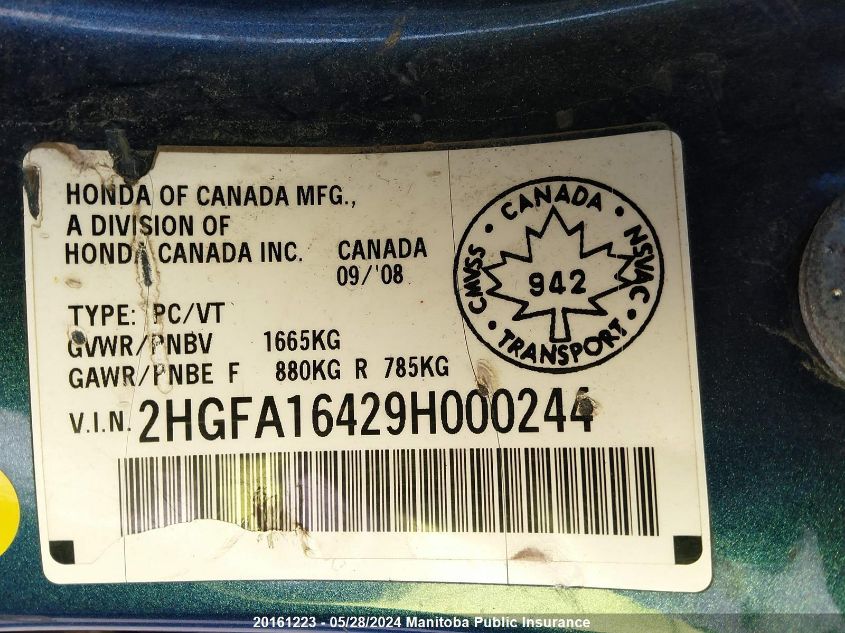 HONDA OF CANADA MFG.,
A DIVISION OF
HONDA CANADA INC. CANADA
09/'08
TYPE: PC/VT
GVWR/PNBV 1665KG
GAWR/PNBE F 880KG R 785KG
V.I.N. 2HGFA16429H000244
CANADA • NSVAC • TRANSPORT • CMVSS •
942
20161223 - 05/28/2024 Manitoba Public Insurance